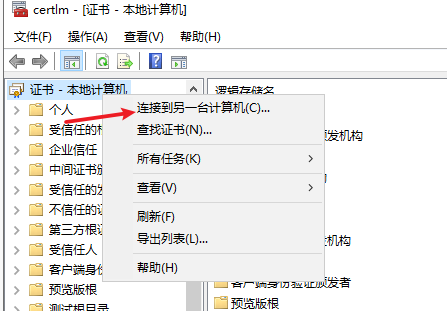 certlm - [证书 - 本地计算机]
文件(F) 操作(A) 查看(V) 帮助(H)
证书 - 本地计算机
逻辑存储名
个人
连接到另一台计算机(C)...
受信任的
查找证书(N)...
颁发机构
企业信任
中间证书
所有任务(K)
受信任的
查看(V)
不信任的
刷新(F)
第三方根证
导出列表(L)...
发机构
受信任人
客户端身份
帮助(H)
客户端身份验证颁发者
预览版根
预览版根
测试根目录